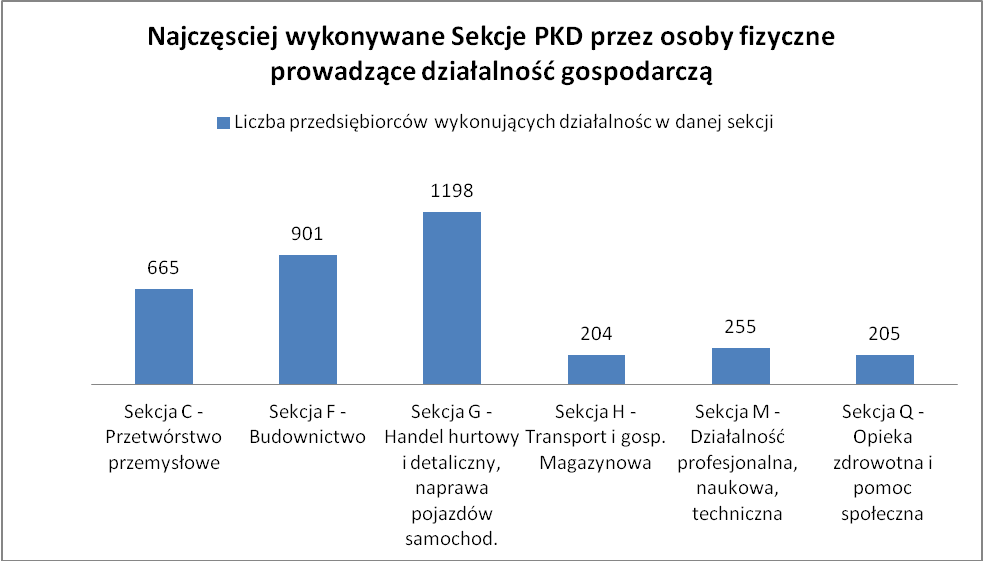 Najczęsciej wykonywane Sekcje PKD przez osoby fizyczne
prowadzące działalność gospodarczą
Liczba przedsiębiorców wykonujących działalnośc w danej sekcji
665
901
1198
204
255
205
Sekcja C -
Przetwórstwo
przemysłowe
Sekcja F -
Budownictwo
Sekcja G -
Handel hurtowy
i detaliczny,
naprawa
pojazdów
samochod.
Sekcja H -
Transport i gosp.
Magazynowa
Sekcja M -
Działalność
profesjonalna,
naukowa,
techniczna
Sekcja Q -
Opieka
zdrowotna i
pomoc
społeczna